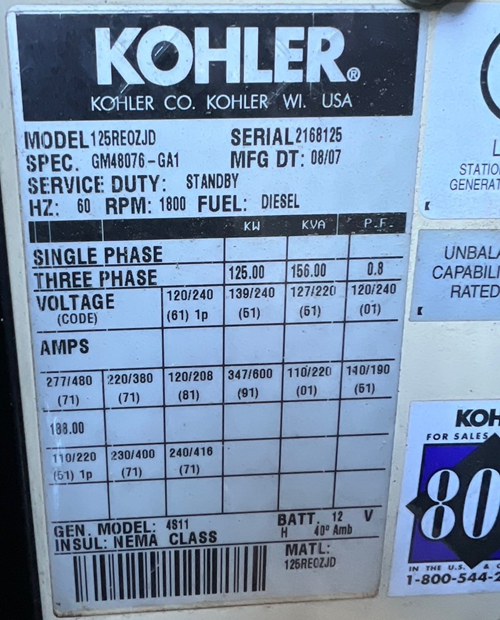 KOHLER®
KOHLER CO. KOHLER WI. USA
MODEL 125REOZJD SERIAL 2168125
SPEC. GM48076-GA1 MFG DT: 08/07
SERVICE DUTY: STANDBY
HZ: 60 RPM: 1800 FUEL: DIESEL
KW KVA P.F.
SINGLE PHASE
THREE PHASE 125.00 156.00 0.8
VOLTAGE 120/240 139/240 127/220 120/240
(CODE) (61) 1p (51) (51) (01)
AMPS
277/480 220/380 120/208 347/600 110/220 110/190
(71) (71) (81) (91) (01) (51)
188.00
110/220 230/400 240/416
(61) 1p (71) (71)
GEN. MODEL: 4S11 BATT. 12 V
INSUL: NEMA CLASS H 40° Amb
MATL:
125REOZJD
L
STATIO
GENERAT
UNBALA
CAPABIL
RATED
KOH
FOR SALES
80
IN THE U.S. & C
1-800-544-2